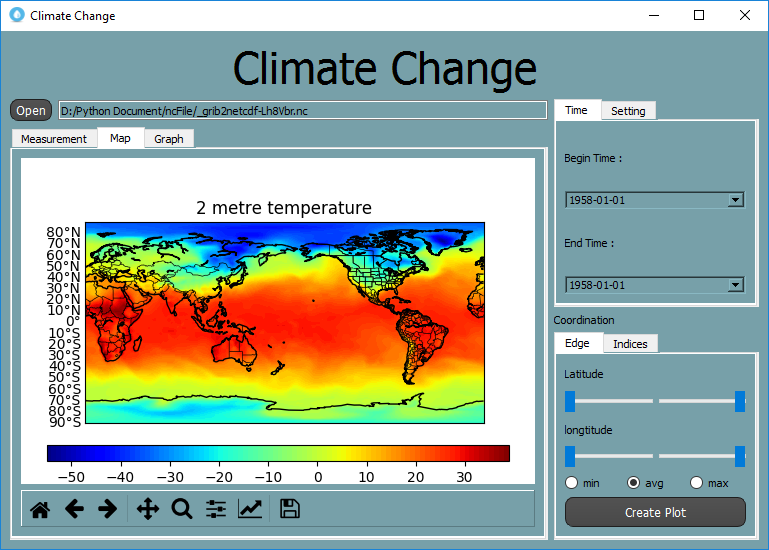 Climate Change
Climate Change
Open
D:/Python Document/ncFile/_grib2netcdf-Lh8Vbr.nc
Measurement
Map
Graph
2 metre temperature
80°N
70°N
60°N
50°N
40°N
30°N
20°N
10°N
0°
10°S
20°S
30°S
40°S
50°S
60°S
70°S
80°S
90°S
−50
−40
−30
−20
−10
0
10
20
30
Time
Setting
Begin Time :
1958-01-01
End Time :
1958-01-01
Coordination
Edge
Indices
Latitude
longtitude
min
avg
max
Create Plot